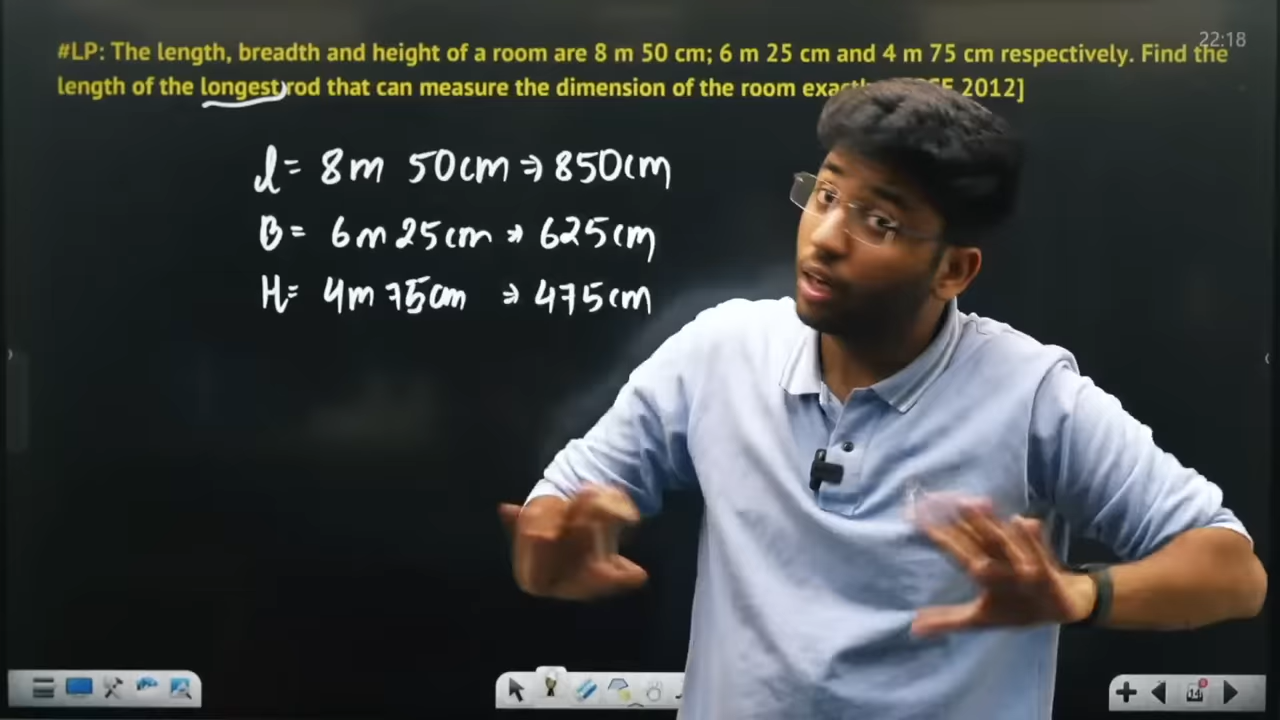 22:18
#LP: The length, breadth and height of a room are 8 m 50 cm; 6 m 25 cm and 4 m 75 cm respectively. Find the
length of the longest rod that can measure the dimension of the room 2012]
l = 8m 50cm ⇒ 850cm
B = 6m 25cm ⇒ 625cm
H = 4m 75cm ⇒ 475cm